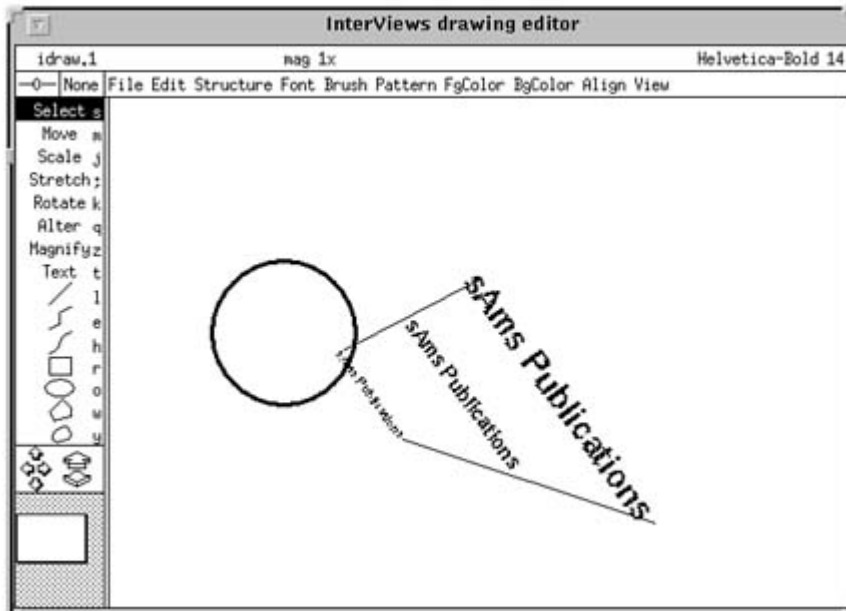 InterViews drawing editor
idraw.1 mag 1x Helvetica-Bold 14
None File Edit Structure Font Brush Pattern FgColor BgColor Align View
Select s
Move m
Scale j
Stretch ;
Rotate k
Alter q
Magnify z
Text t
l
e
h
r
o
w
y
sAms Publications
sAms Publications